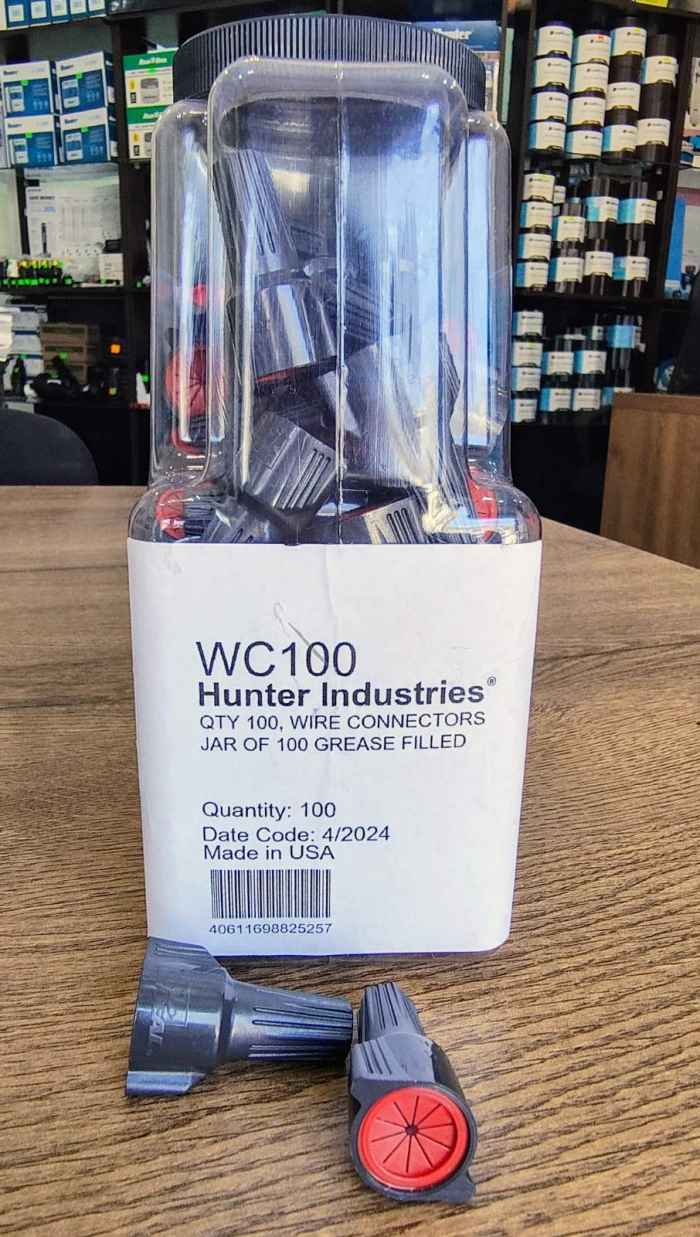 Hunter
WC100
Hunter Industries®
QTY 100, WIRE CONNECTORS
JAR OF 100 GREASE FILLED
Quantity: 100
Date Code: 4/2024
Made in USA
40611698825257